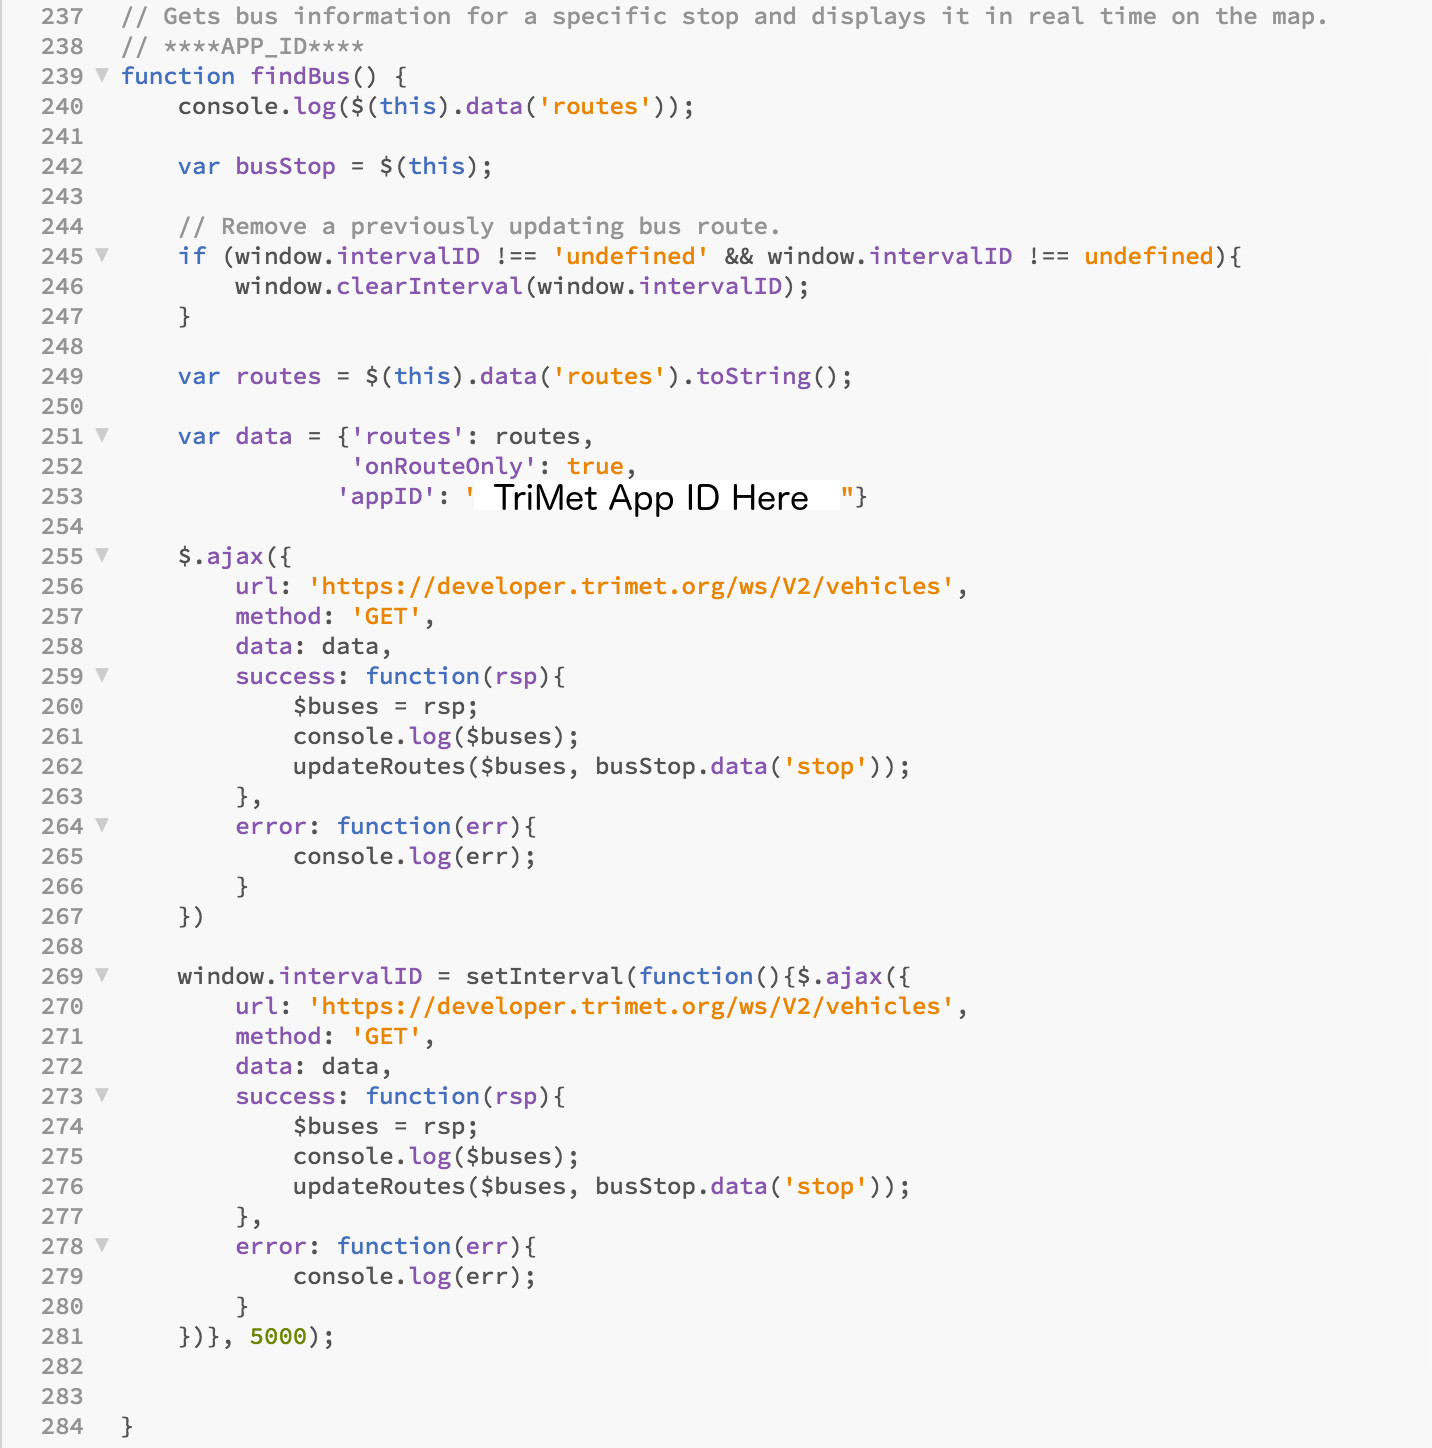 237 // Gets bus information for a specific stop and displays it in real time on the map.
238 // ****APP_ID****
239 ▼ function findBus() {
240 console.log($(this).data('routes'));
241
242 var busStop = $(this);
243
244 // Remove a previously updating bus route.
245 ▼ if (window.intervalID !== 'undefined' && window.intervalID !== undefined){
246 window.clearInterval(window.intervalID);
247 }
248
249 var routes = $(this).data('routes').toString();
250
251 ▼ var data = {'routes': routes,
252 'onRouteOnly': true,
253 'appID': ' TriMet App ID Here "}
254
255 ▼ $.ajax({
256 url: 'https://developer.trimet.org/ws/V2/vehicles',
257 method: 'GET',
258 data: data,
259 ▼ success: function(rsp){
260 $buses = rsp;
261 console.log($buses);
262 updateRoutes($buses, busStop.data('stop'));
263 },
264 ▼ error: function(err){
265 console.log(err);
266 }
267 })
268
269 ▼ window.intervalID = setInterval(function(){$.ajax({
270 url: 'https://developer.trimet.org/ws/V2/vehicles',
271 method: 'GET',
272 data: data,
273 ▼ success: function(rsp){
274 $buses = rsp;
275 console.log($buses);
276 updateRoutes($buses, busStop.data('stop'));
277 },
278 ▼ error: function(err){
279 console.log(err);
280 }
281 })}, 5000);
282
283
284 }